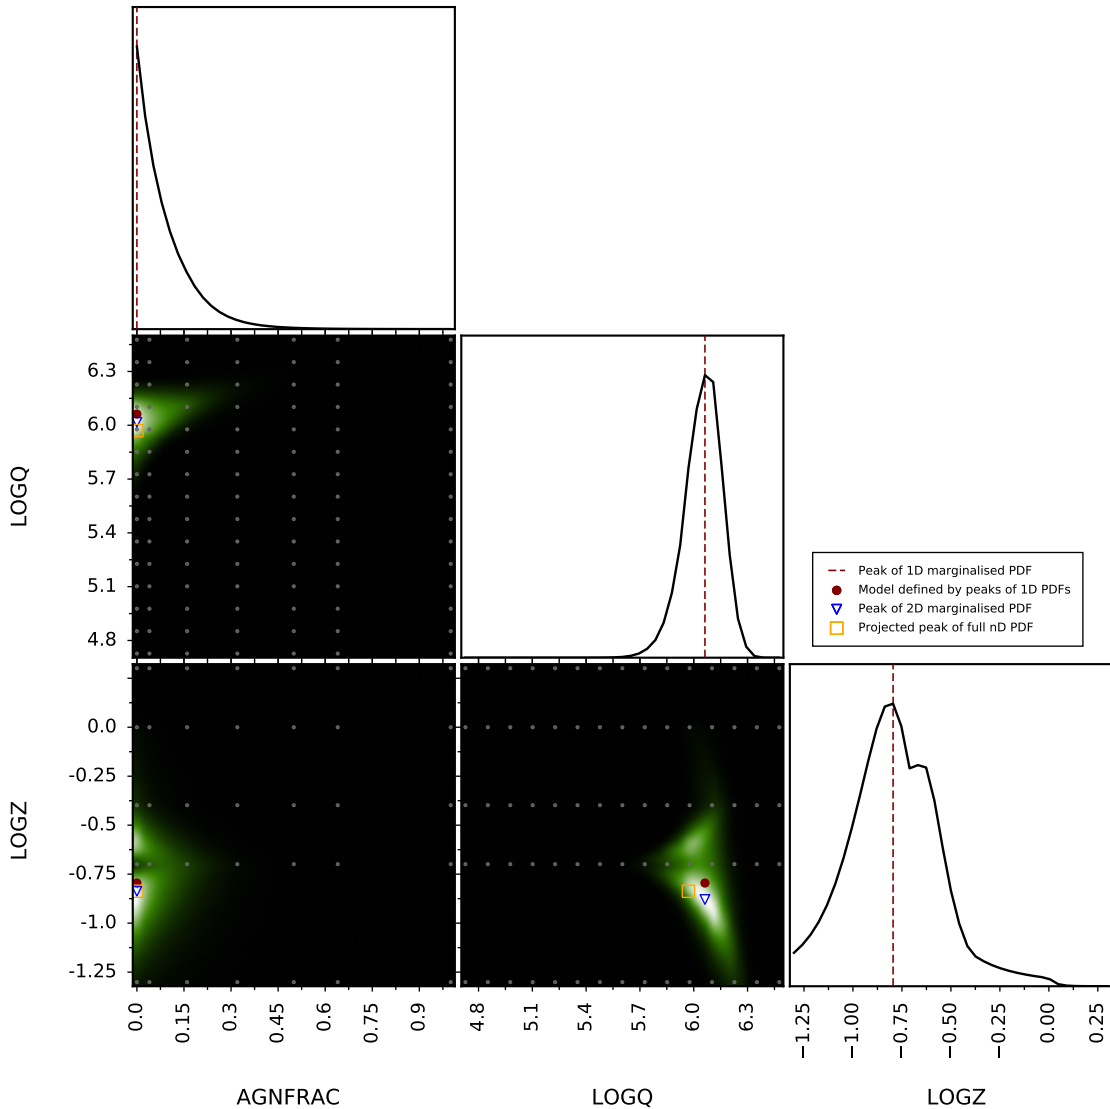 6.3
6.0
5.7
5.4
5.1
4.8
LOGQ
Peak of 1D marginalised PDF
Model defined by peaks of 1D PDFs
Peak of 2D marginalised PDF
Projected peak of full nD PDF
0.0
-0.25
-0.5
-0.75
-1.0
-1.25
LOGZ
0.0 0.15 0.3 0.45 0.6 0.75 0.9
4.8 5.1 5.4 5.7 6.0 6.3
−1.25 −1.00 −0.75 −0.50 −0.25 0.00 0.25
AGNFRAC LOGQ LOGZ